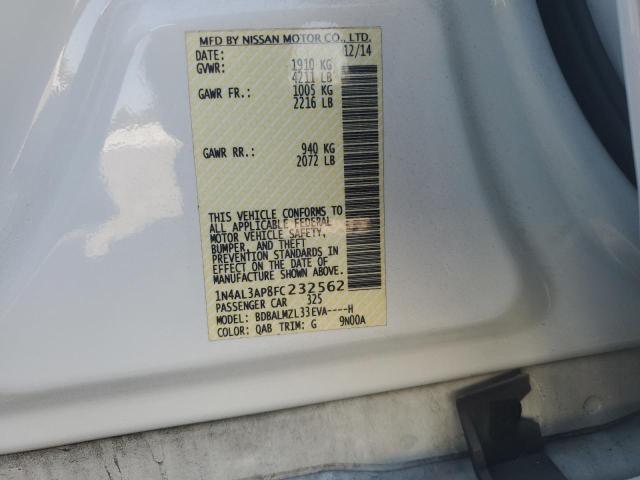 MFD BY NISSAN MOTOR CO., LTD.
DATE: 12/14
GVWR: 1910 KG
4211 LB
GAWR FR.: 1005 KG
2216 LB
GAWR RR.: 940 KG
2072 LB
THIS VEHICLE CONFORMS TO
ALL APPLICABLE FEDERAL
MOTOR VEHICLE SAFETY,
BUMPER, AND THEFT
PREVENTION STANDARDS IN
EFFECT ON THE DATE OF
MANUFACTURE SHOWN ABOVE.
1N4AL3AP8FC232562
PASSENGER CAR 325
MODEL: BDBALMZL33EVA----H
COLOR: QAB TRIM: G 9N00A